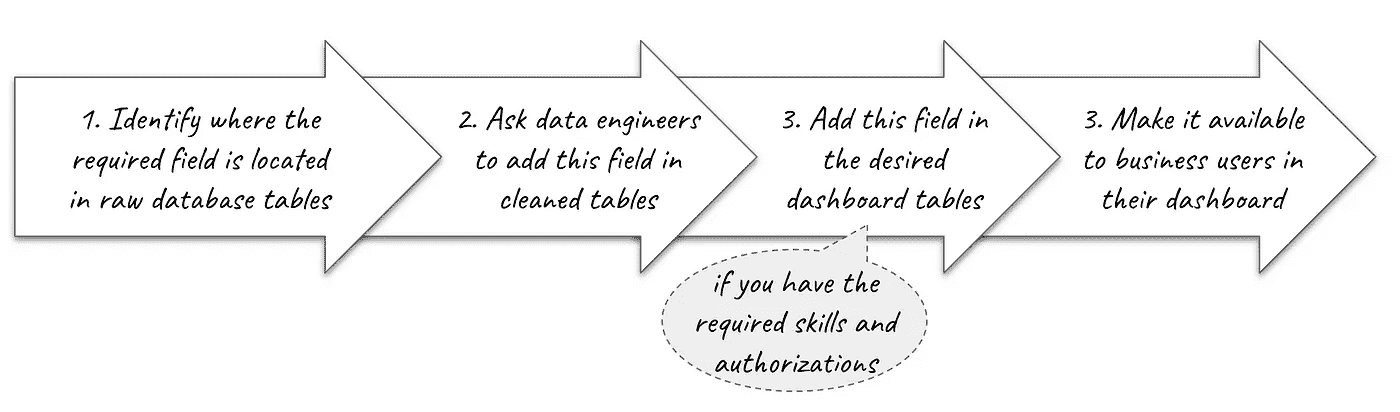 1. Identify where the
required field is located
in raw database tables
2. Ask data engineers
to add this field in
cleaned tables
3. Add this field in
the desired
dashboard tables
3. Make it available
to business users in
their dashboard
if you have the
required skills and
authorizations